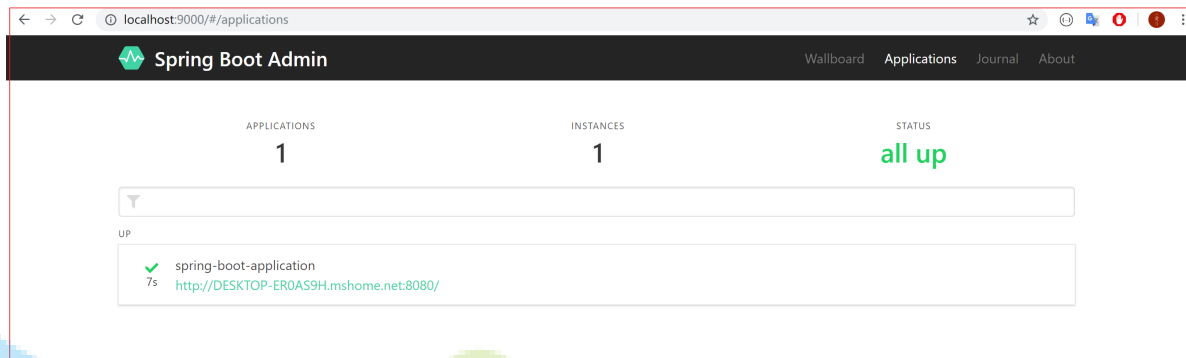 localhost:9000/#/applications
Spring Boot Admin
Wallboard Applications Journal About
APPLICATIONS INSTANCES STATUS
1 1 all up
UP
spring-boot-application
7s http://DESKTOP-ER0AS9H.mshome.net:8080/